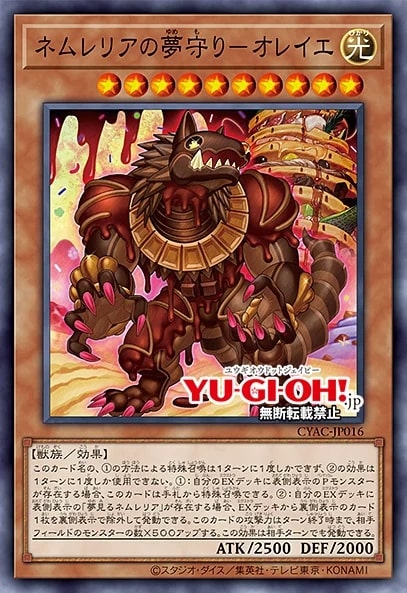 ネムレリアの夢守り－オレイエ
光
ユウギオウドットジェイピー
YU-GI-OH!.jp
無断転載禁止
CYAC-JP016
【獣族／効果】
このカード名の、①の方法による特殊召喚は1ターンに1度しかできず、②の効果は
1ターンに1度しか使用できない。①：自分のEXデッキに表側表示のPモンスター
が存在する場合、このカードは手札から特殊召喚できる。②：自分のEXデッキに
表側表示の「夢見るネムレリア」が存在する場合、EXデッキから裏側表示のカード
1枚を裏側表示で除外して発動できる。このカードの攻撃力はターン終了時まで、相手
フィールドのモンスターの数×500アップする。この効果は相手ターンでも発動できる。
ATK/2500 DEF/2000
©スタジオ・ダイス／集英社・テレビ東京・KONAMI